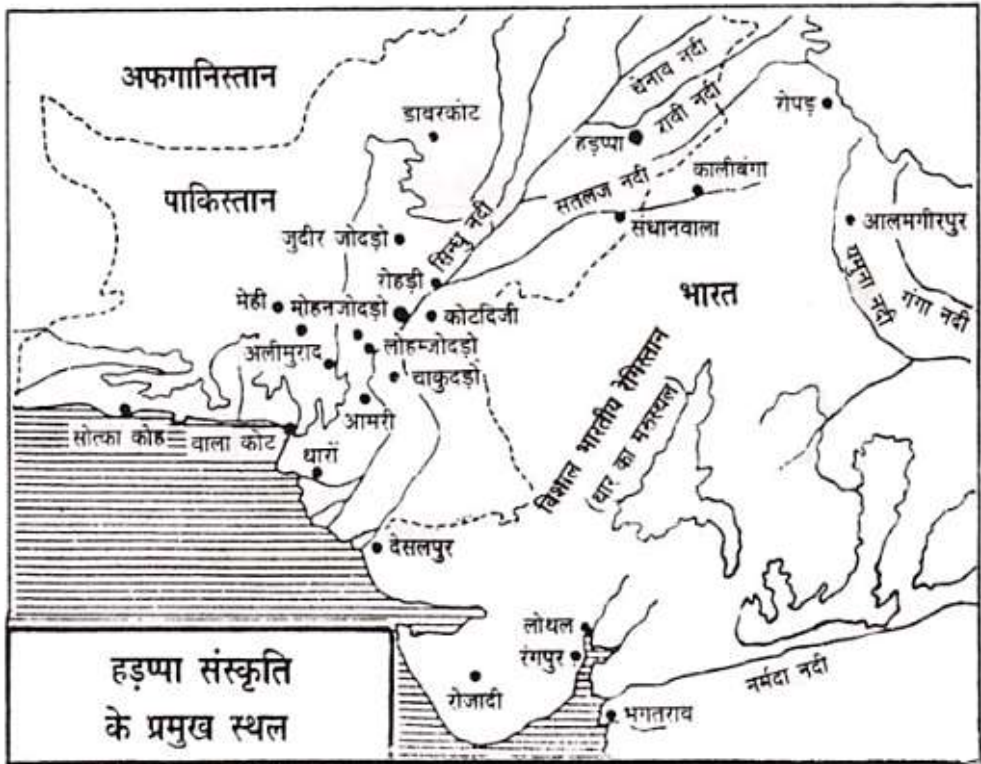 अफगानिस्तान
चेनाव नदी
रावी नदी
रोपड़
डावरकोट
हड़प्पा
कालीबंगा
सतलज नदी
पाकिस्तान
संधानवाला
आलमगीरपुर
जुदीर जोदड़ो
सिन्धु नदी
रोहड़ी
भारत
यमुना नदी
गंगा नदी
मेही
मोहनजोदड़ो
कोटदिजी
अलीमुराद
लोहम्जोदड़ो
चाकुदड़ो
आमरी
विशाल भारतीय रेगिस्तान
(थार का मरुस्थल)
सोत्का कोह
वाला कोट
थारों
देसलपुर
लोथल
रंगपुर
नर्मदा नदी
रोजादी
भगतराव
हड़प्पा संस्कृति
के प्रमुख स्थल